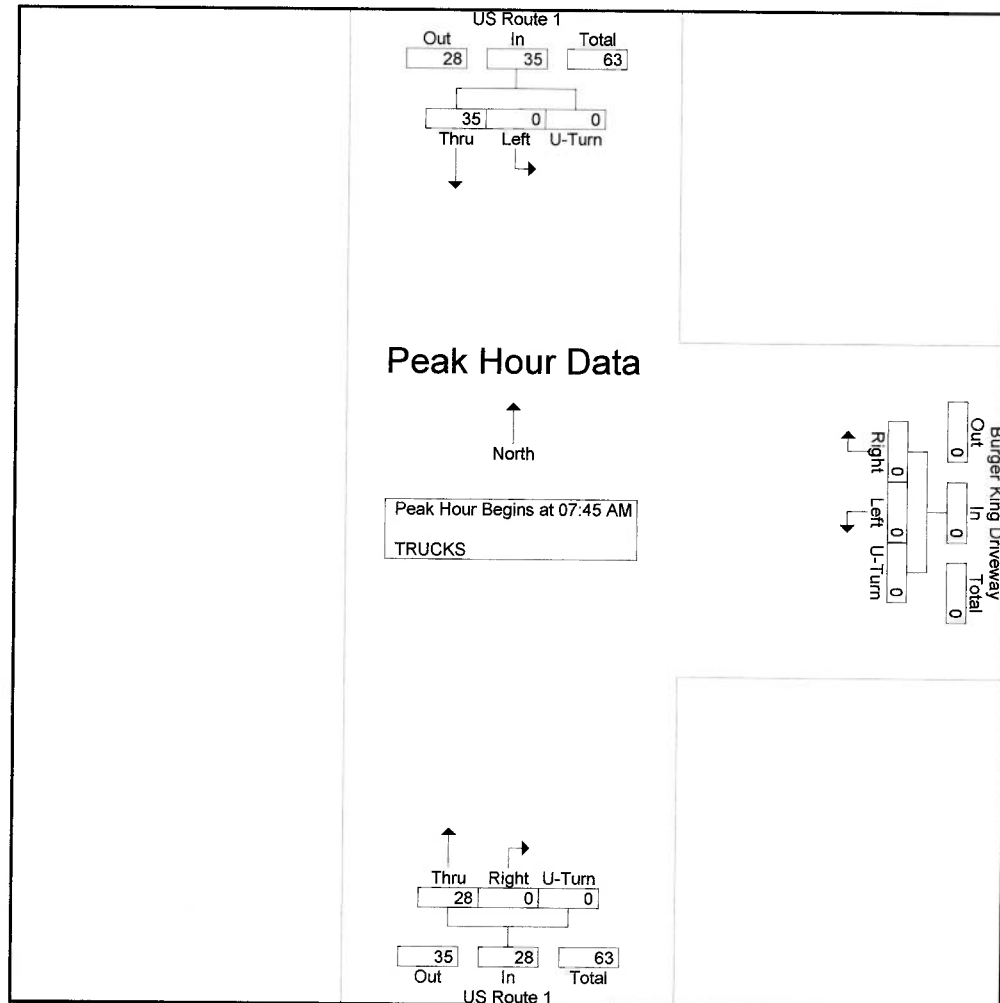 US Route 1
Out In Total
28 35 63
35 0 0
Thru Left U-Turn
Peak Hour Data
North
Peak Hour Begins at 07:45 AM
TRUCKS
Burger King Driveway
Out In Total
0 0 0
0 0 0
Right Left U-Turn
Thru Right U-Turn
28 0 0
35 28 63
Out In Total
US Route 1